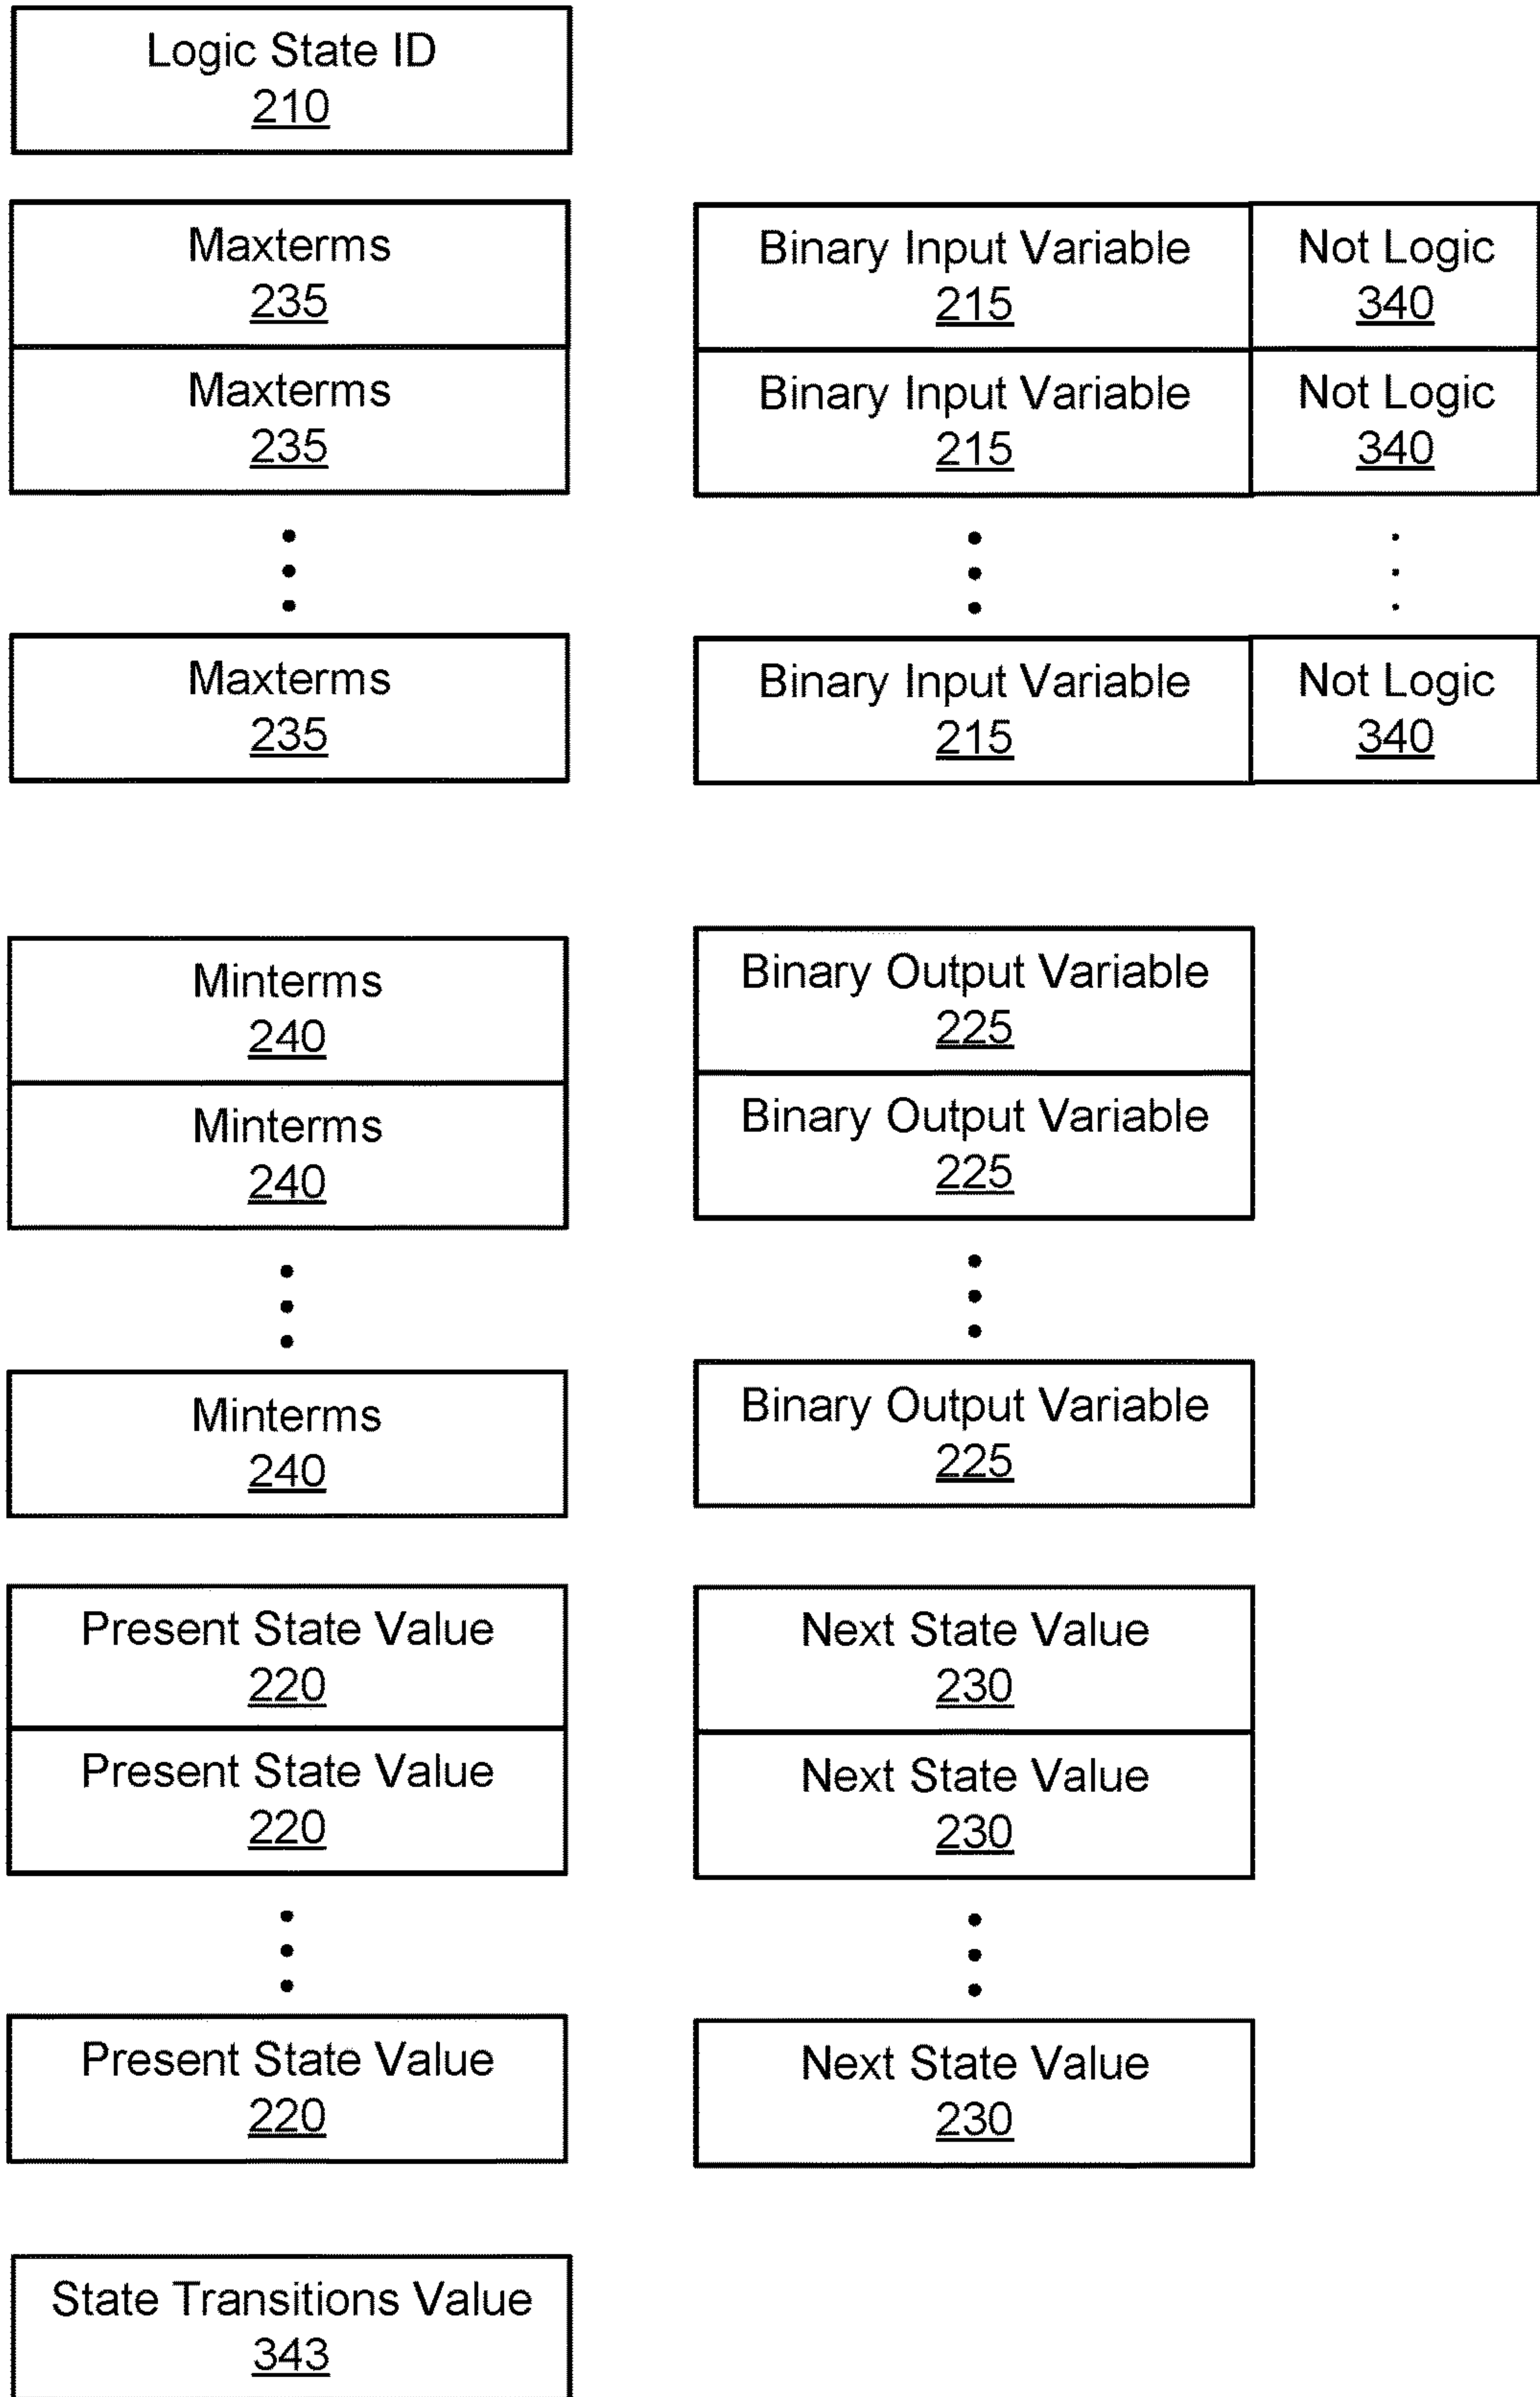 Logic State ID
210
Maxterms
235
Maxterms
235
Maxterms
235
Binary Input Variable
215
Not Logic
340
Binary Input Variable
215
Not Logic
340
Binary Input Variable
215
Not Logic
340
Minterms
240
Minterms
240
Minterms
240
Binary Output Variable
225
Binary Output Variable
225
Binary Output Variable
225
Present State Value
220
Present State Value
220
Present State Value
220
Next State Value
230
Next State Value
230
Next State Value
230
State Transitions Value
343